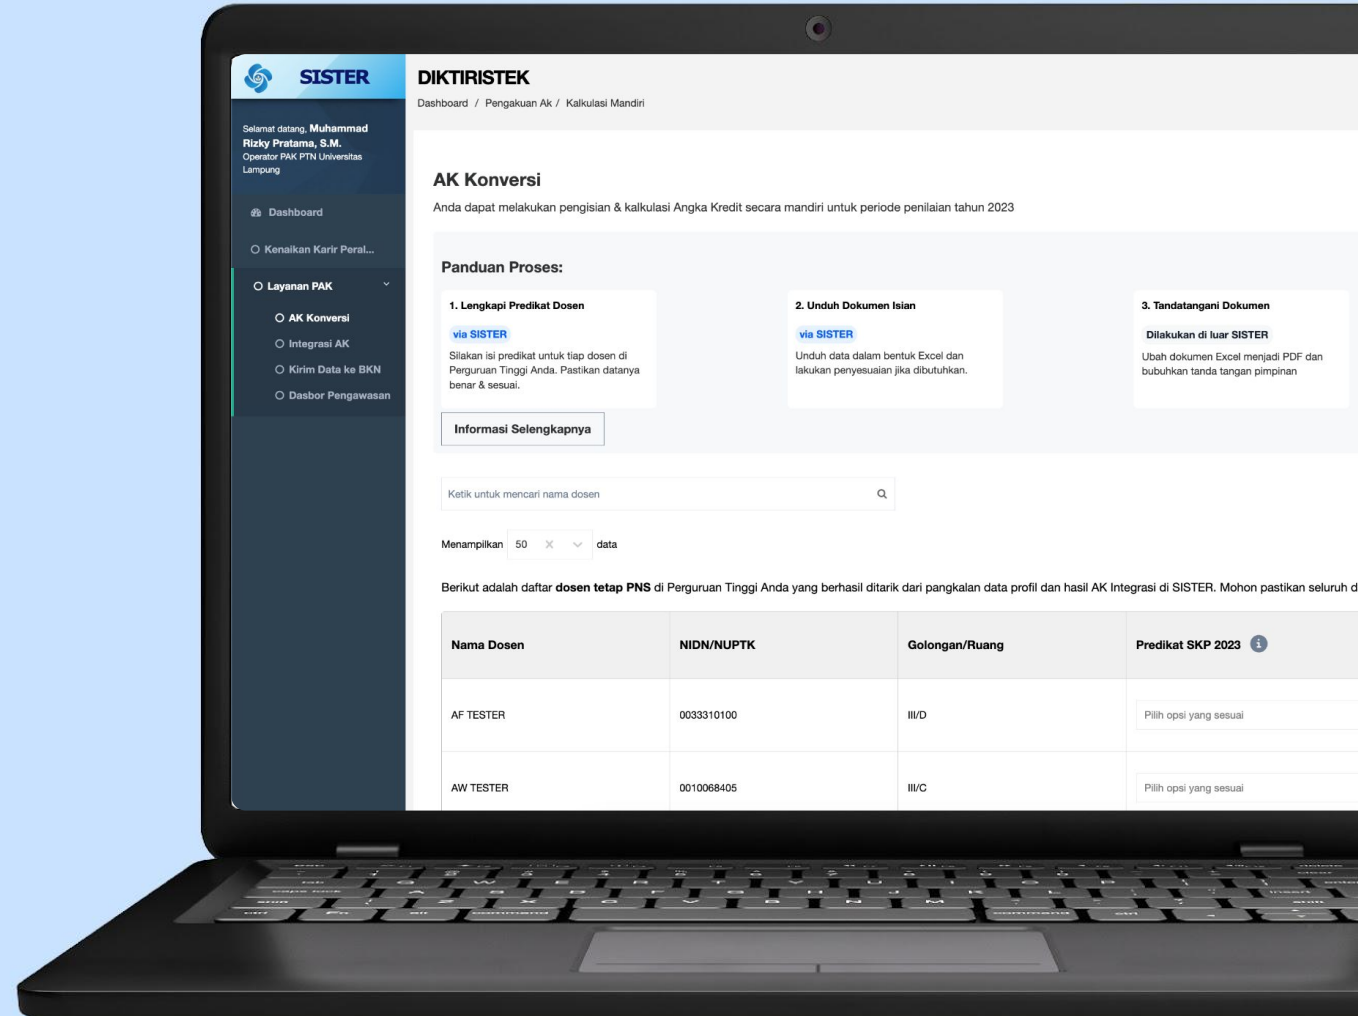 SISTER
DIKTIRISTEK
Dashboard / Pengakuan Ak / Kalkulasi Mandiri
Selamat datang, Muhammad
Rizky Pratama, S.M.
Operator PAK PTN Universitas
Lampung
Dashboard
Kenaikan Karir Peral...
Layanan PAK
AK Konversi
Integrasi AK
Kirim Data ke BKN
Dasbor Pengawasan
AK Konversi
Anda dapat melakukan pengisian & kalkulasi Angka Kredit secara mandiri untuk periode penilaian tahun 2023
Panduan Proses:
1. Lengkapi Predikat Dosen
via SISTER
Silakan isi predikat untuk tiap dosen di
Perguruan Tinggi Anda. Pastikan datanya
benar & sesuai.
2. Unduh Dokumen Isian
via SISTER
Unduh data dalam bentuk Excel dan
lakukan penyesuaian jika dibutuhkan.
3. Tandatangani Dokumen
Dilakukan di luar SISTER
Ubah dokumen Excel menjadi PDF dan
bubuhkan tanda tangan pimpinan
Informasi Selengkapnya
Ketik untuk mencari nama dosen
Menampilkan 50 data
Berikut adalah daftar dosen tetap PNS di Perguruan Tinggi Anda yang berhasil ditarik dari pangkalan data profil dan hasil AK Integrasi di SISTER. Mohon pastikan seluruh d
Nama Dosen NIDN/NUPTK Golongan/Ruang Predikat SKP 2023
AF TESTER 0033310100 III/D Pilih opsi yang sesuai
AW TESTER 0010068405 III/C Pilih opsi yang sesuai